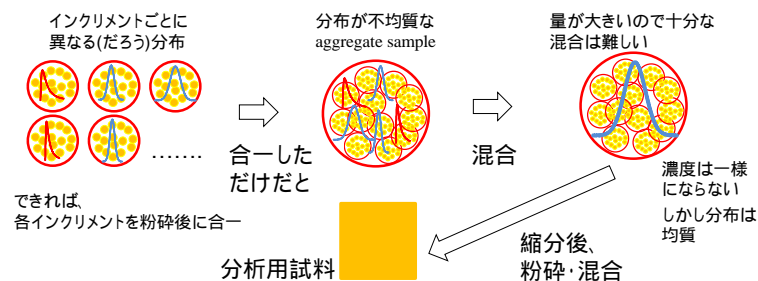 インクリメントごとに
異なる(だろう)分布
分布が不均質な
aggregate sample
量が大きいので十分な
混合は難しい
…….
合一した
だけだと
混合
できれば、
各インクリメントを粉砕後に合一
濃度は一様
にならない
しかし分布は
均質
分析用試料
縮分後、
粉砕・混合